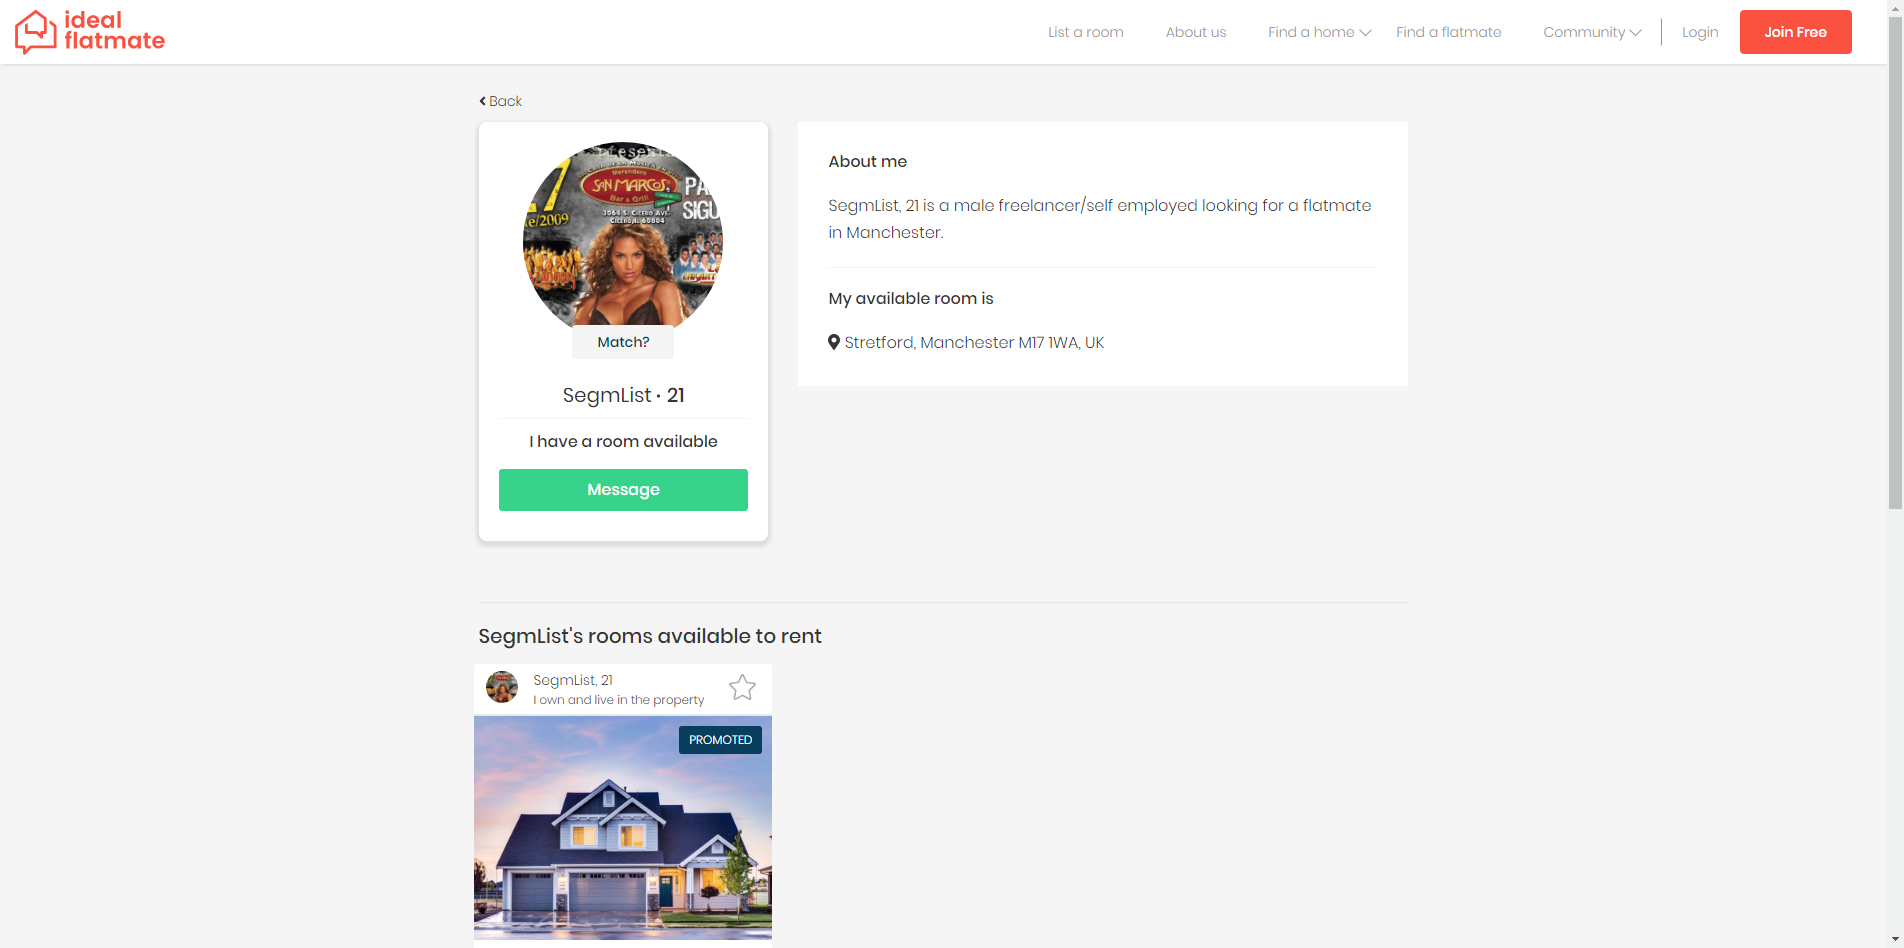 ideal
flatmate
List a room
About us
Find a home
Find a flatmate
Community
Login
Join Free
Back
SAN MARCOS
Bar & Grill
3064 S. CICERO AVE.
CICERO, IL 60804
e/2009
PA
SIGU
Match?
SegmList · 21
I have a room available
Message
About me
SegmList, 21 is a male freelancer/self employed looking for a flatmate
in Manchester.
My available room is
Stretford, Manchester M17 1WA, UK
SegmList's rooms available to rent
SegmList, 21
I own and live in the property
PROMOTED